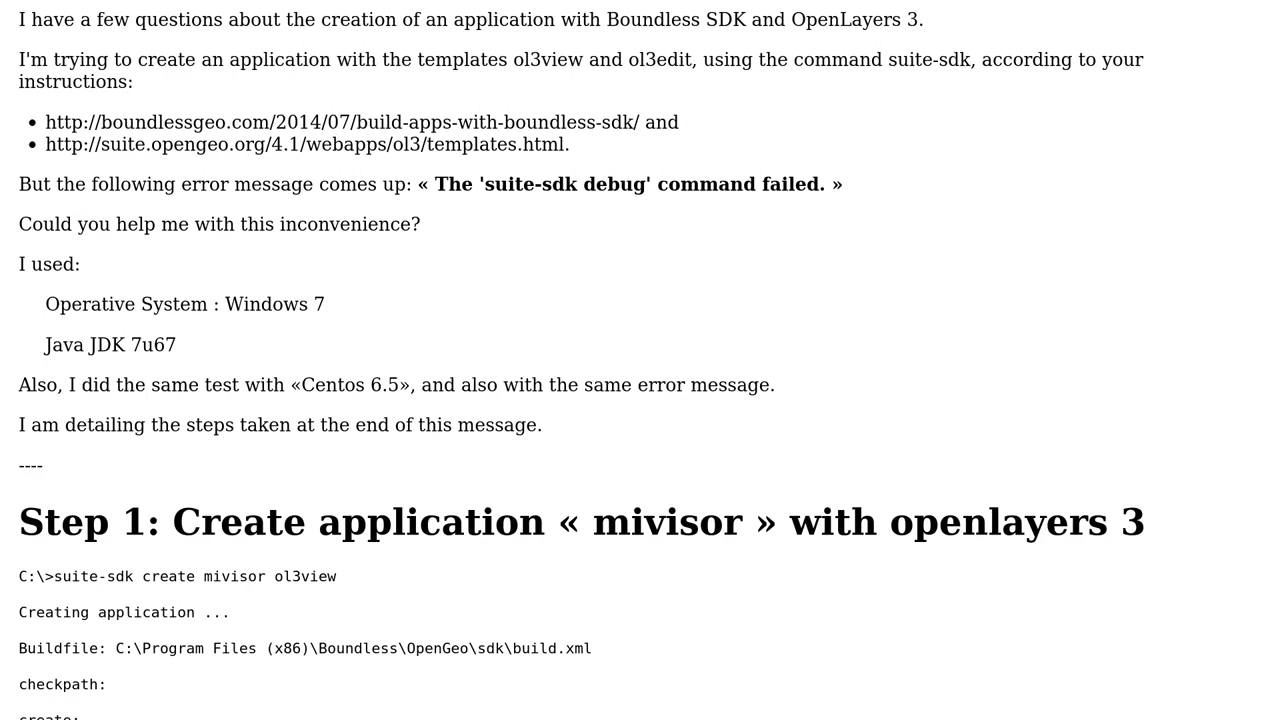 I have a few questions about the creation of an application with Boundless SDK and OpenLayers 3.
I'm trying to create an application with the templates ol3view and ol3edit, using the command suite-sdk, according to your
instructions:
• http://boundlessgeo.com/2014/07/build-apps-with-boundless-sdk/ and
• http://suite.opengeo.org/4.1/webapps/ol3/templates.html.
But the following error message comes up: « The 'suite-sdk debug' command failed. »
Could you help me with this inconvenience?
I used:
Operative System : Windows 7
Java JDK 7u67
Also, I did the same test with «Centos 6.5», and also with the same error message.
I am detailing the steps taken at the end of this message.
----
Step 1: Create application « mivisor » with openlayers 3
C:\>suite-sdk create mivisor ol3view
Creating application ...
Buildfile: C:\Program Files (x86)\Boundless\OpenGeo\sdk\build.xml
checkpath:
create: